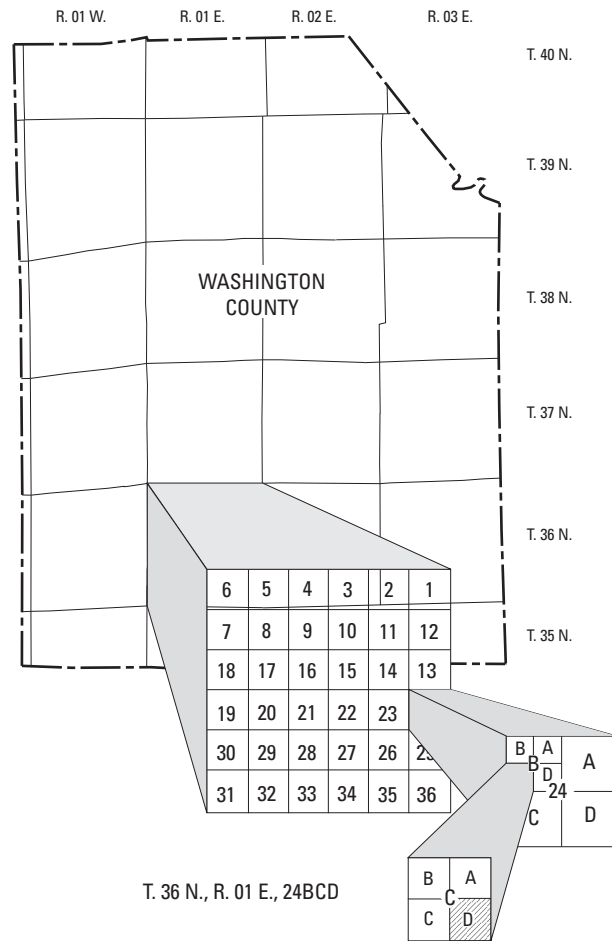 R. 01 W. R. 01 E. R. 02 E. R. 03 E.
T. 40 N.
T. 39 N.
WASHINGTON
COUNTY
T. 38 N.
T. 37 N.
T. 36 N.
6 5 4 3 2 1
T. 35 N.
7 8 9 10 11 12
18 17 16 15 14 13
19 20 21 22 23
30 29 28 27 26 25
31 32 33 34 35 36
B A
B
D
A
24
C D
B A
C
C D
T. 36 N., R. 01 E., 24BCD